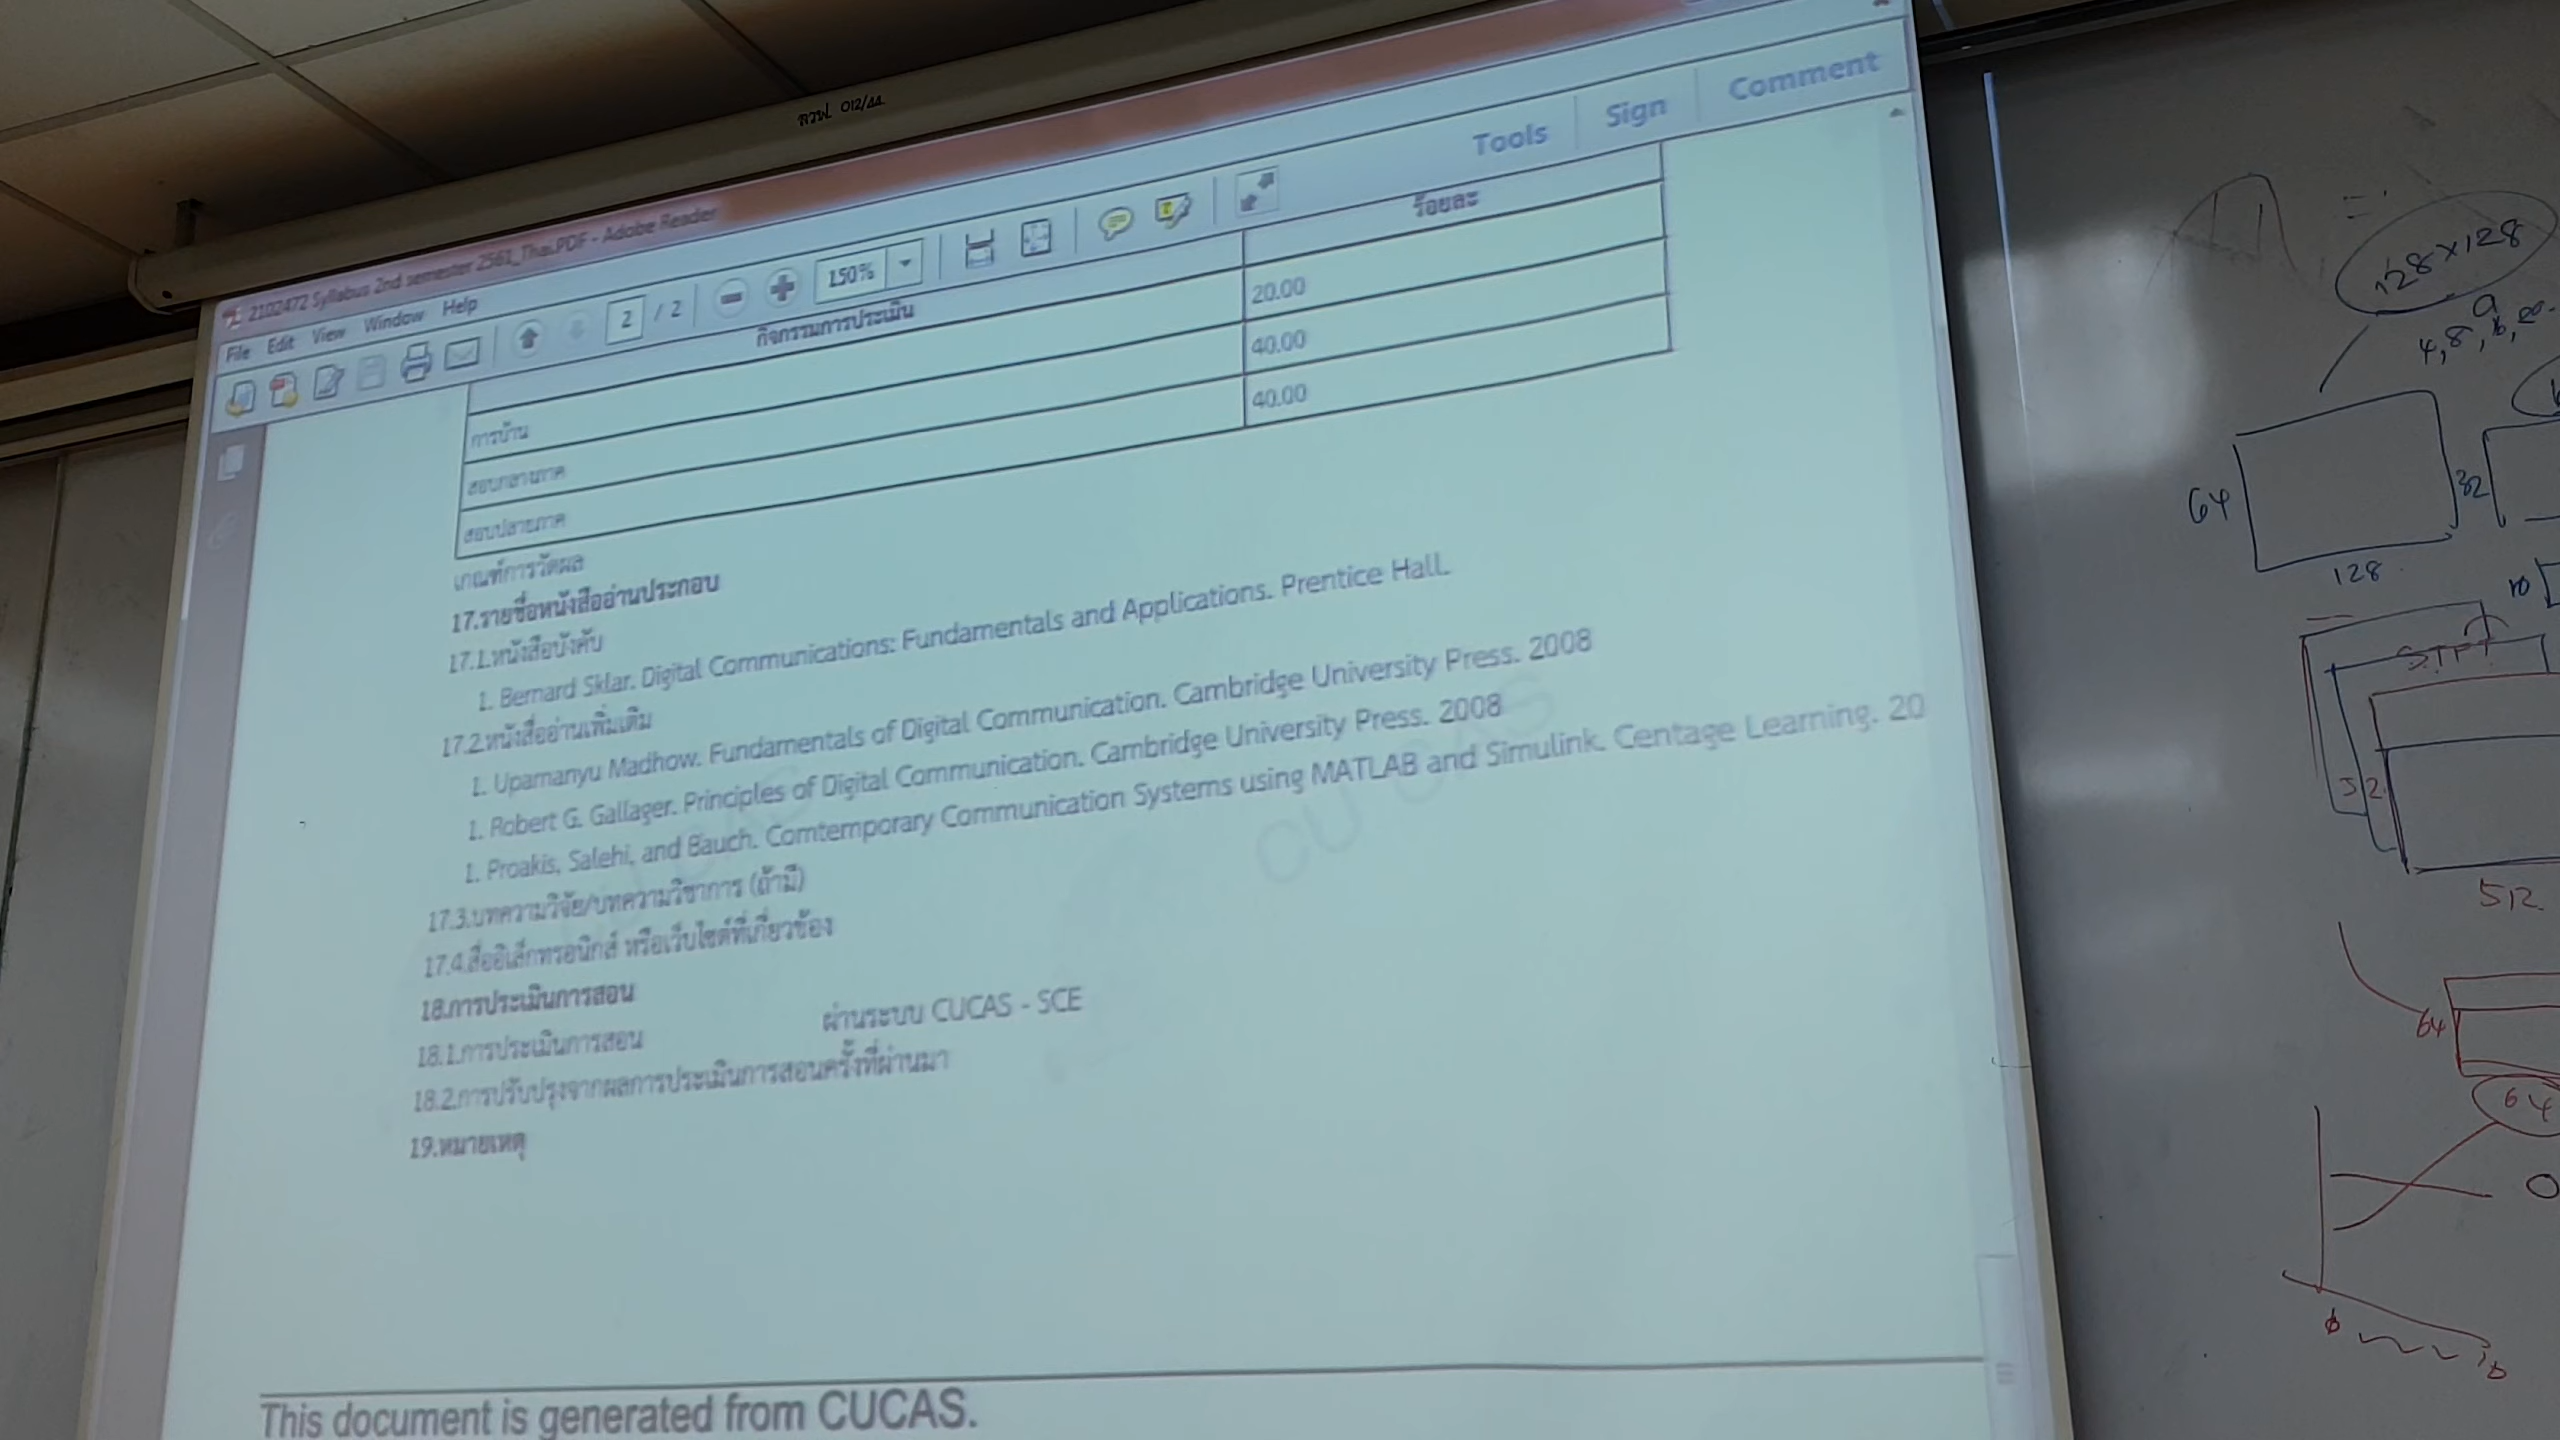 สวฟ. 012/44
2102472 Syllabus 2nd semester 2561_Thai.PDF - Adobe Reader
File Edit View Window Help
2 / 2 150% Tools Sign Comment
กิจกรรมการประเมิน ร้อยละ
การบ้าน 20.00
สอบกลางภาค 40.00
สอบปลายภาค 40.00
เกณฑ์การวัดผล
17.รายชื่อหนังสืออ่านประกอบ
17.1.หนังสือบังคับ
1. Bernard Sklar. Digital Communications: Fundamentals and Applications. Prentice Hall.
17.2.หนังสืออ่านเพิ่มเติม
1. Upamanyu Madhow. Fundamentals of Digital Communication. Cambridge University Press. 2008
1. Robert G. Gallager. Principles of Digital Communication. Cambridge University Press. 2008
1. Proakis, Salehi, and Bauch. Comtemporary Communication Systems using MATLAB and Simulink. Centage Learning. 20
17.3.บทความวิจัย/บทความวิชาการ (ถ้ามี)
17.4.สื่ออิเล็กทรอนิกส์ หรือเว็บไซต์ที่เกี่ยวข้อง
18.การประเมินการสอน
18.1.การประเมินการสอน ผ่านระบบ CUCAS - SCE
18.2.การปรับปรุงจากผลการประเมินการสอนครั้งที่ผ่านมา
19.หมายเหตุ
This document is generated from CUCAS.
128x128
4, 8, 16,
64
32
128
STFT
512
64
64